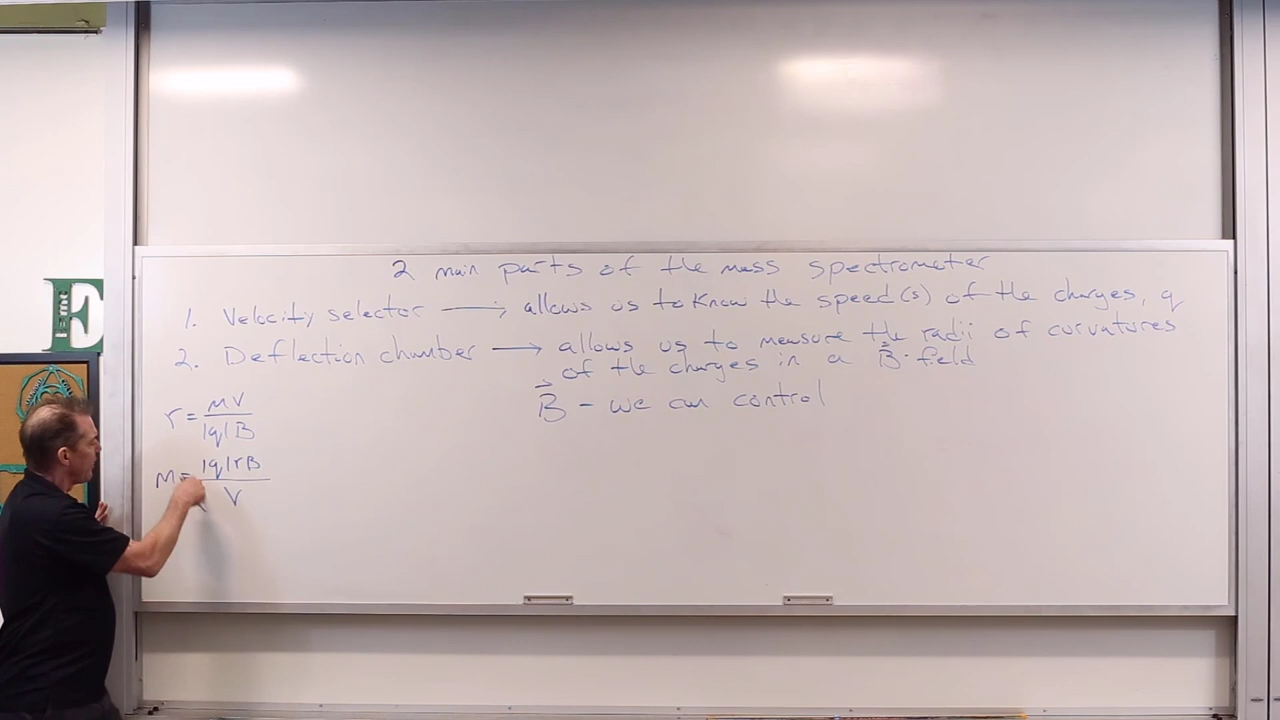 2 main parts of the mass spectrometer
1. Velocity selector → allows us to know the speed(s) of the charges, q
2. Deflection chamber → allows us to measure the radii of curvatures
of the charges in a B⃗-field
B⃗ - we can control
r = mv / |q|B
m = |q|rB / v
E